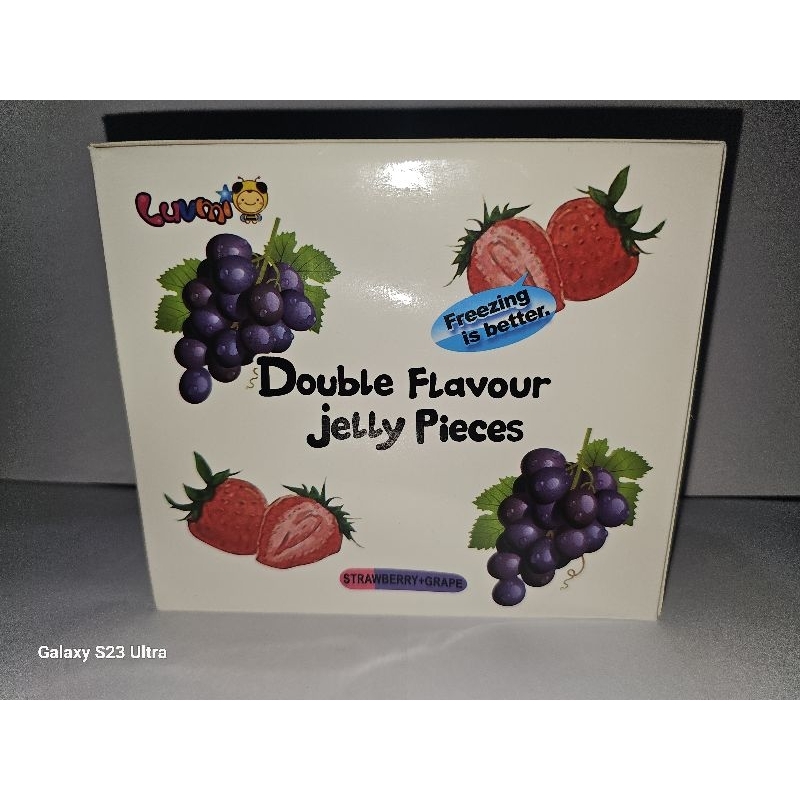 Luvmi
Freezing
is better.
Double Flavour
jelly Pieces
STRAWBERRY+GRAPE
Galaxy S23 Ultra